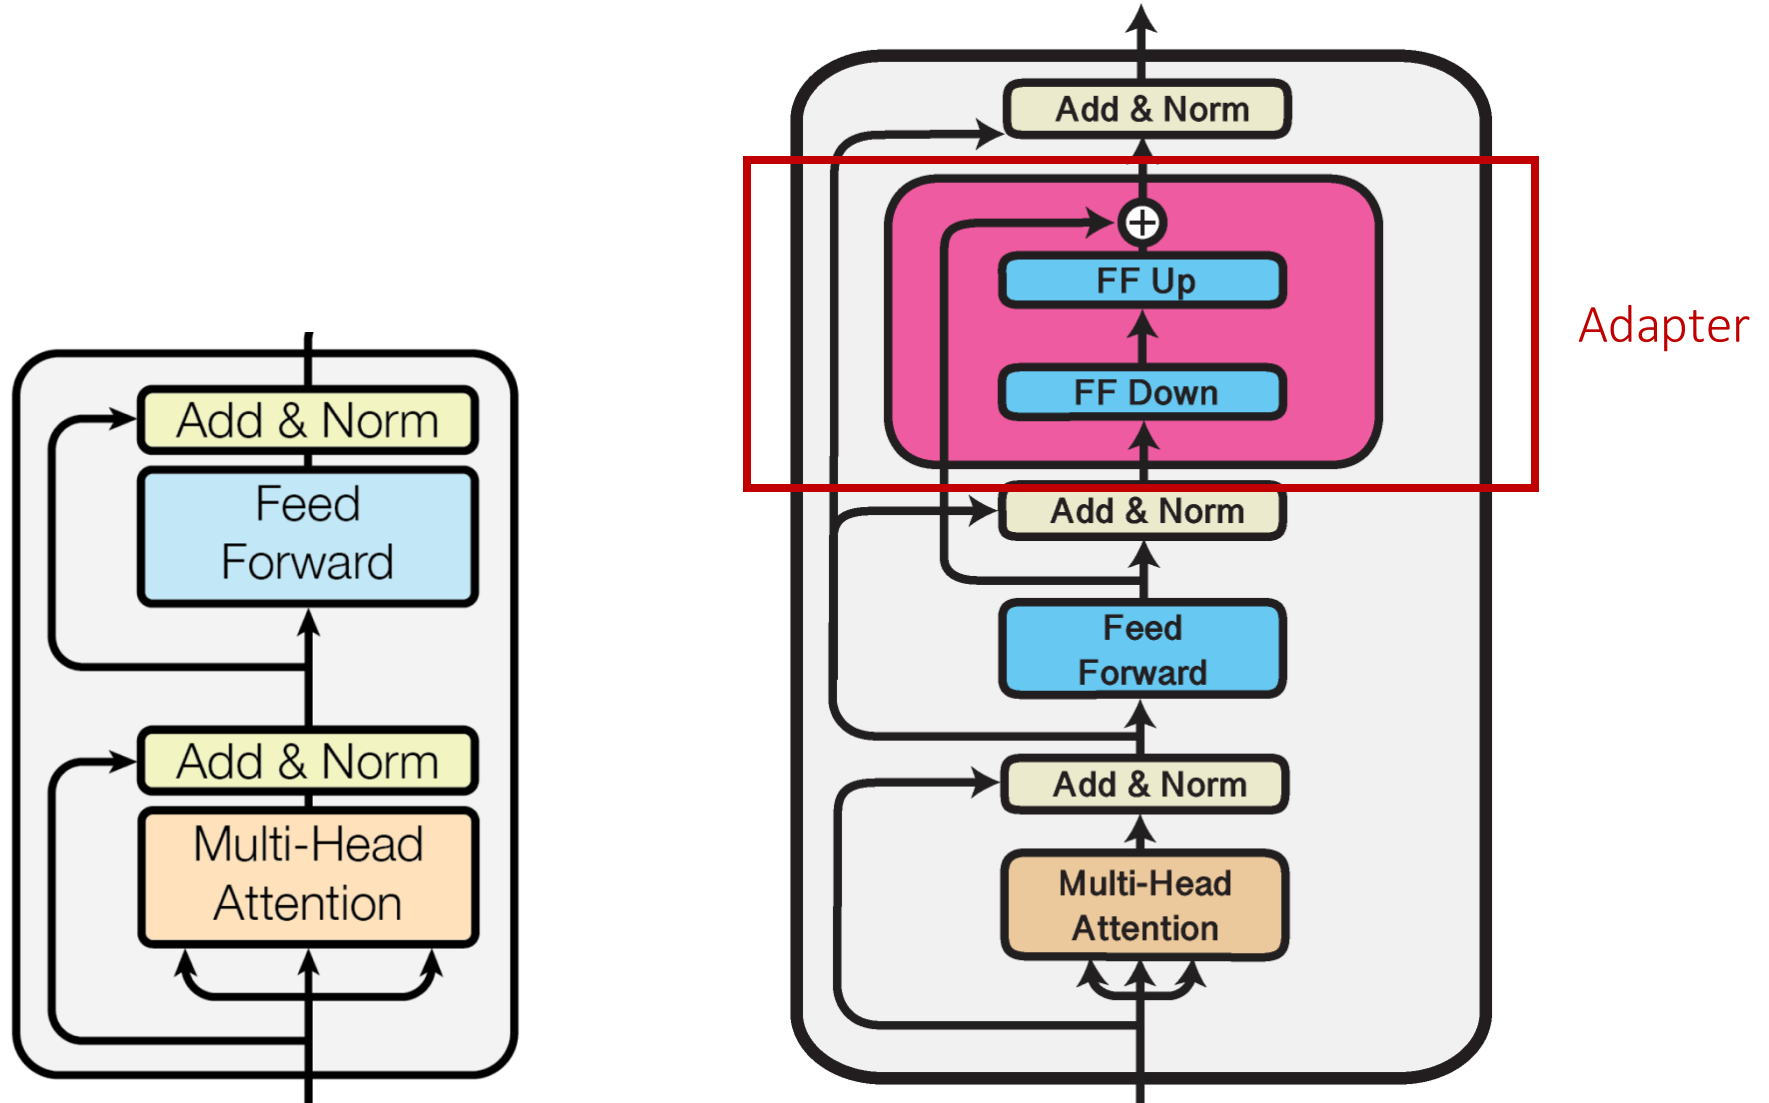 Add & Norm
Feed
Forward
Add & Norm
Multi-Head
Attention
Add & Norm
FF Up
FF Down
Add & Norm
Feed
Forward
Add & Norm
Multi-Head
Attention
Adapter